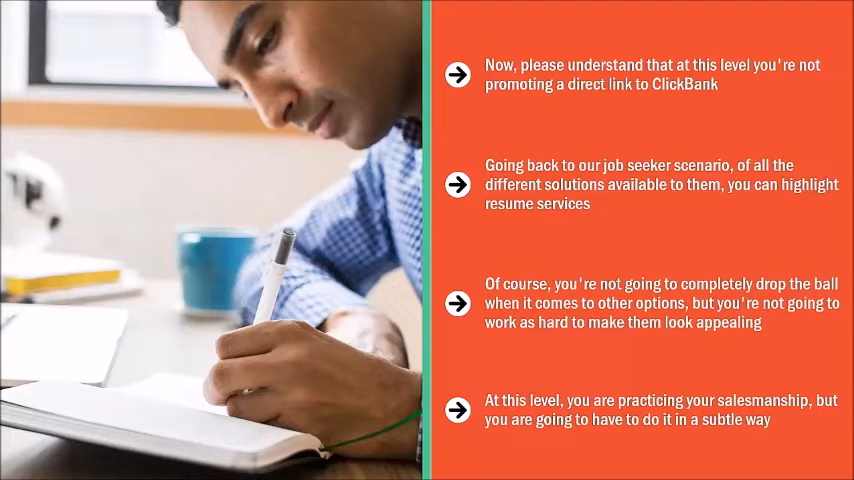 Now, please understand that at this level you're not
promoting a direct link to ClickBank
Going back to our job seeker scenario, of all the
different solutions available to them, you can highlight
resume services
Of course, you're not going to completely drop the ball
when it comes to other options, but you're not going to
work as hard to make them look appealing
At this level, you are practicing your salesmanship, but
you are going to have to do it in a subtle way